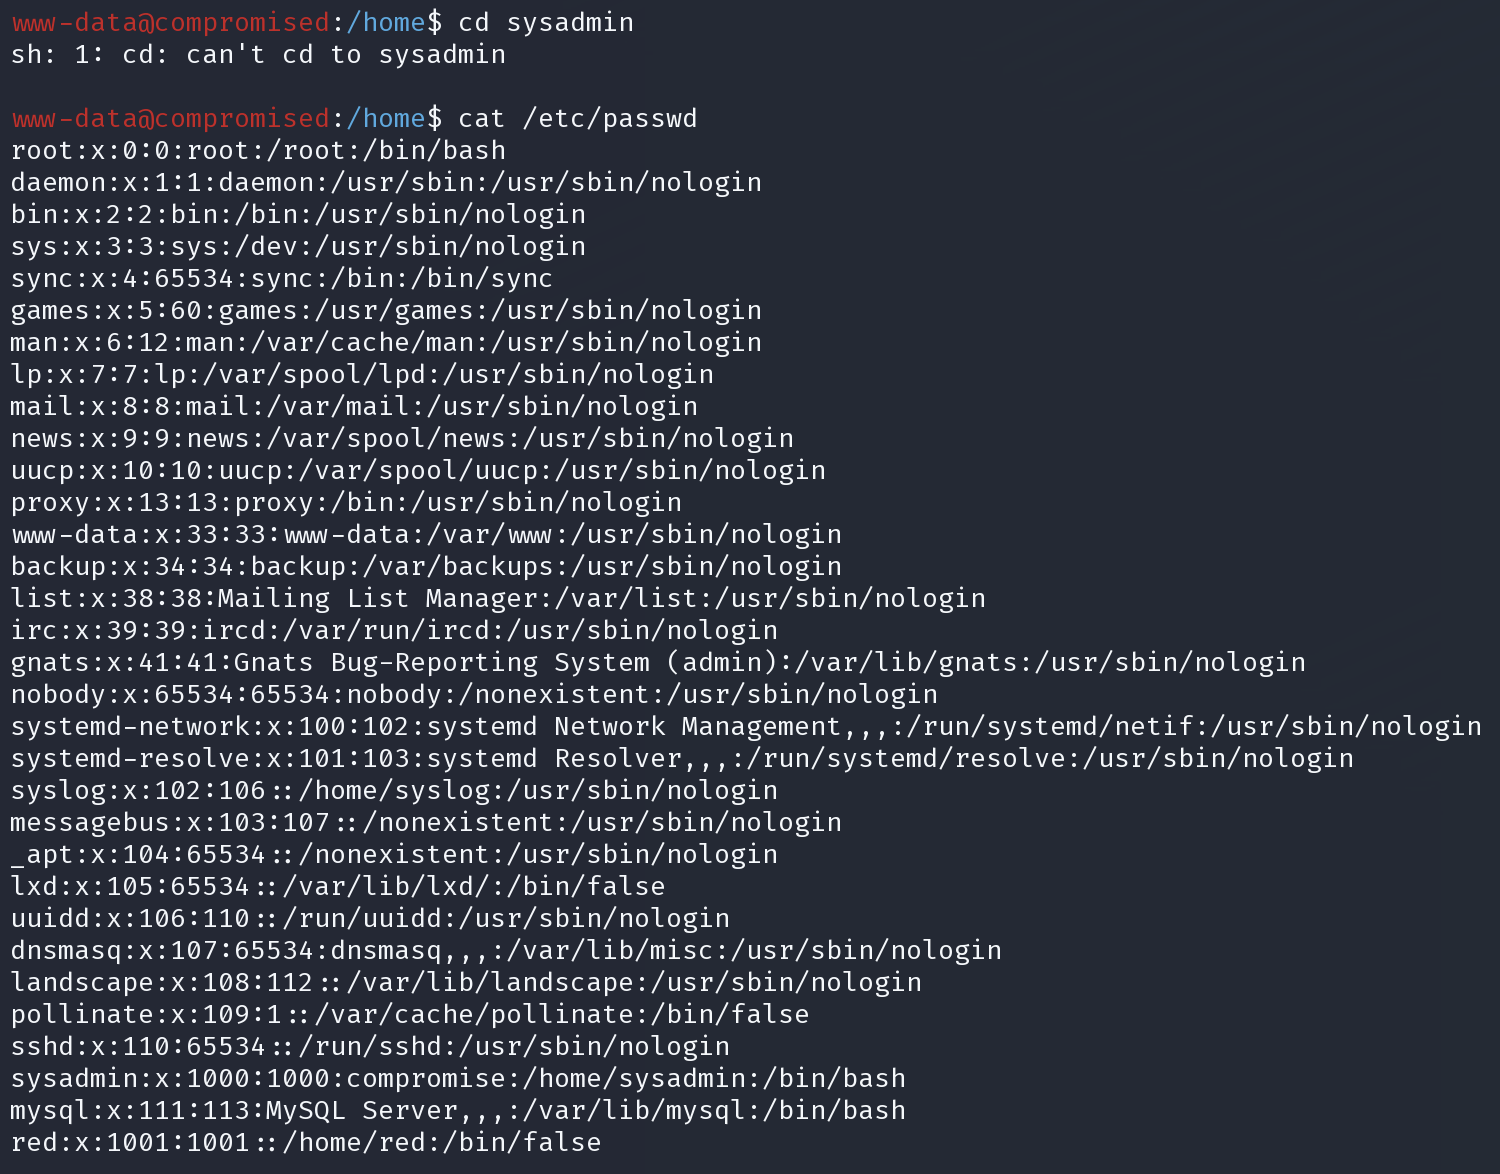 www-data@compromised:/home$ cd sysadmin
sh: 1: cd: can't cd to sysadmin

www-data@compromised:/home$ cat /etc/passwd
root:x:0:0:root:/root:/bin/bash
daemon:x:1:1:daemon:/usr/sbin:/usr/sbin/nologin
bin:x:2:2:bin:/bin:/usr/sbin/nologin
sys:x:3:3:sys:/dev:/usr/sbin/nologin
sync:x:4:65534:sync:/bin:/bin/sync
games:x:5:60:games:/usr/games:/usr/sbin/nologin
man:x:6:12:man:/var/cache/man:/usr/sbin/nologin
lp:x:7:7:lp:/var/spool/lpd:/usr/sbin/nologin
mail:x:8:8:mail:/var/mail:/usr/sbin/nologin
news:x:9:9:news:/var/spool/news:/usr/sbin/nologin
uucp:x:10:10:uucp:/var/spool/uucp:/usr/sbin/nologin
proxy:x:13:13:proxy:/bin:/usr/sbin/nologin
www-data:x:33:33:www-data:/var/www:/usr/sbin/nologin
backup:x:34:34:backup:/var/backups:/usr/sbin/nologin
list:x:38:38:Mailing List Manager:/var/list:/usr/sbin/nologin
irc:x:39:39:ircd:/var/run/ircd:/usr/sbin/nologin
gnats:x:41:41:Gnats Bug-Reporting System (admin):/var/lib/gnats:/usr/sbin/nologin
nobody:x:65534:65534:nobody:/nonexistent:/usr/sbin/nologin
systemd-network:x:100:102:systemd Network Management,,,:/run/systemd/netif:/usr/sbin/nologin
systemd-resolve:x:101:103:systemd Resolver,,,:/run/systemd/resolve:/usr/sbin/nologin
syslog:x:102:106::/home/syslog:/usr/sbin/nologin
messagebus:x:103:107::/nonexistent:/usr/sbin/nologin
_apt:x:104:65534::/nonexistent:/usr/sbin/nologin
lxd:x:105:65534::/var/lib/lxd/:/bin/false
uuidd:x:106:110::/run/uuidd:/usr/sbin/nologin
dnsmasq:x:107:65534:dnsmasq,,,:/var/lib/misc:/usr/sbin/nologin
landscape:x:108:112::/var/lib/landscape:/usr/sbin/nologin
pollinate:x:109:1::/var/cache/pollinate:/bin/false
sshd:x:110:65534::/run/sshd:/usr/sbin/nologin
sysadmin:x:1000:1000:compromise:/home/sysadmin:/bin/bash
mysql:x:111:113:MySQL Server,,,:/var/lib/mysql:/bin/bash
red:x:1001:1001::/home/red:/bin/false